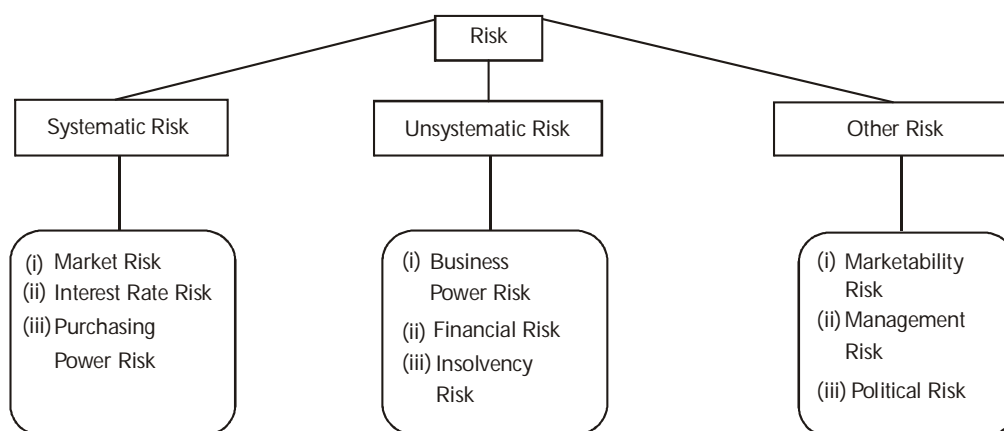 Risk
Systematic Risk
Unsystematic Risk
Other Risk
(i) Market Risk
(ii) Interest Rate Risk
(iii) Purchasing
Power Risk
(i) Business
Power Risk
(ii) Financial Risk
(iii) Insolvency
Risk
(i) Marketability
Risk
(ii) Management
Risk
(iii) Political Risk